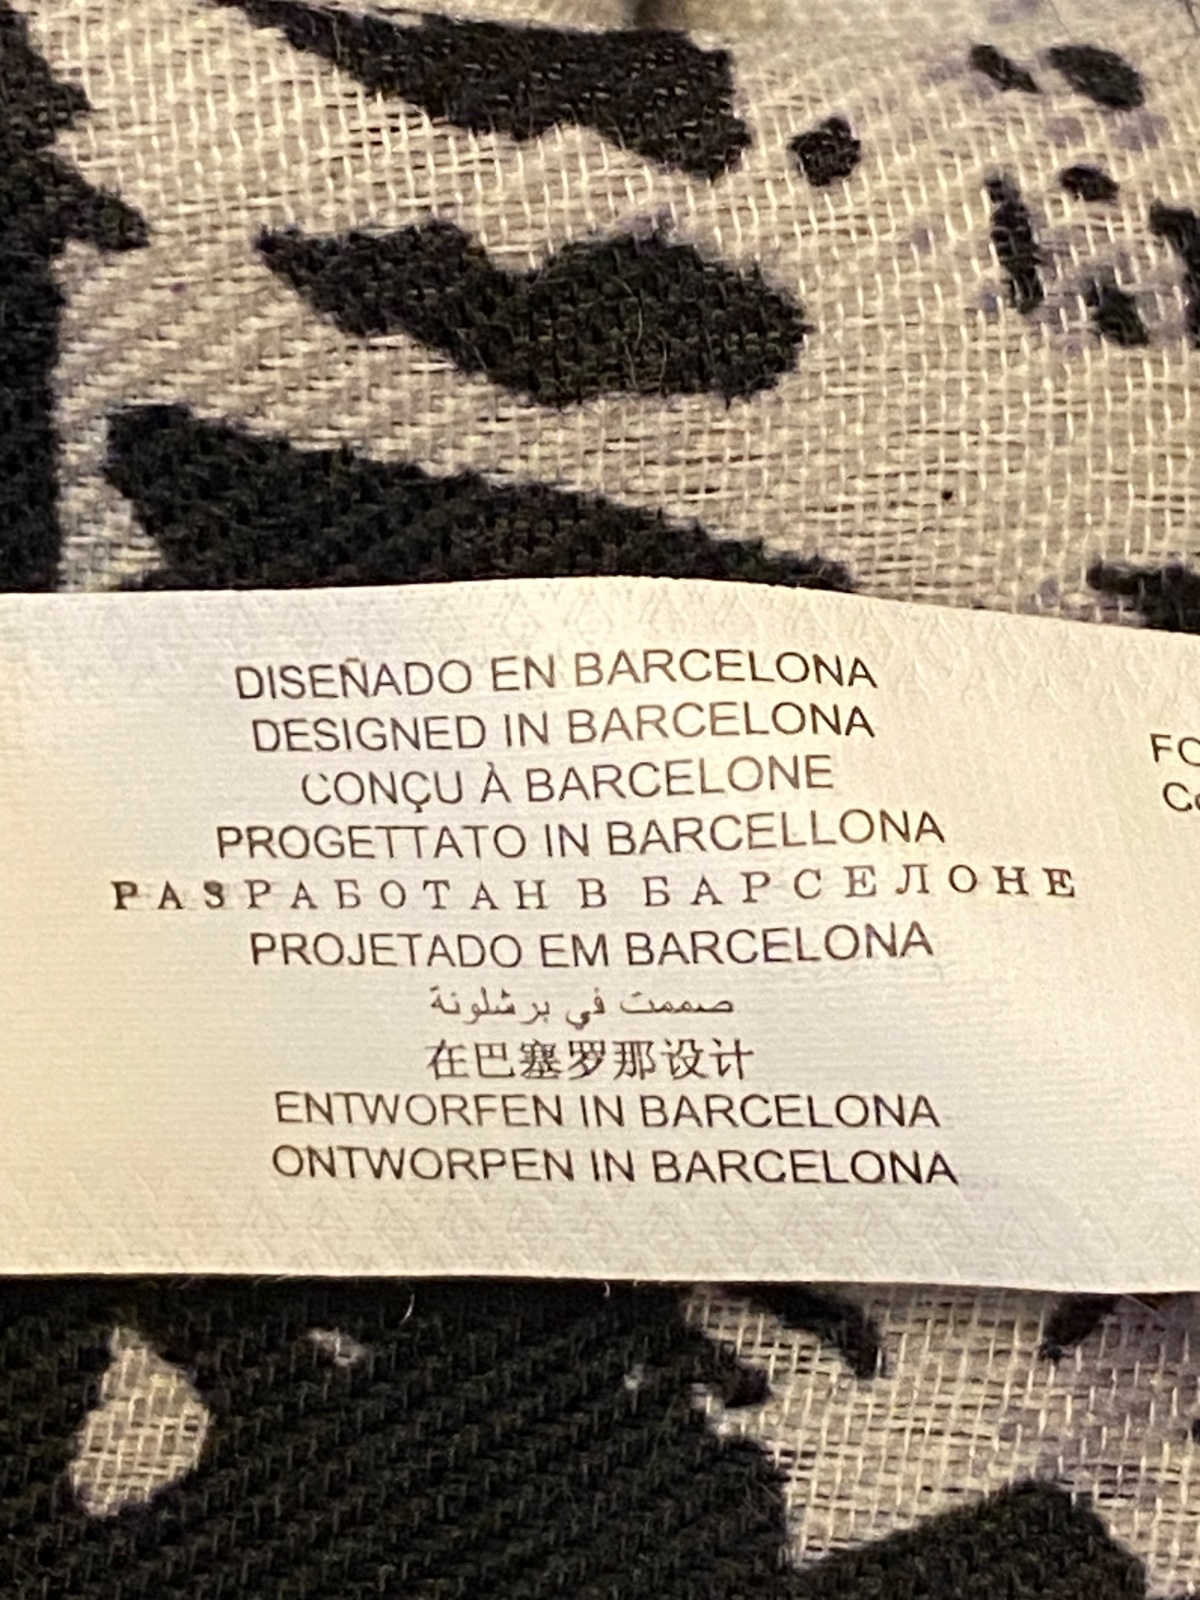 DISEÑADO EN BARCELONA
DESIGNED IN BARCELONA
CONÇU À BARCELONE
PROGETTATO IN BARCELLONA
РАЗРАБОТАН В БАРСЕЛОНЕ
PROJETADO EM BARCELONA
صممت في برشلونة
在巴塞罗那设计
ENTWORFEN IN BARCELONA
ONTWORPEN IN BARCELONA